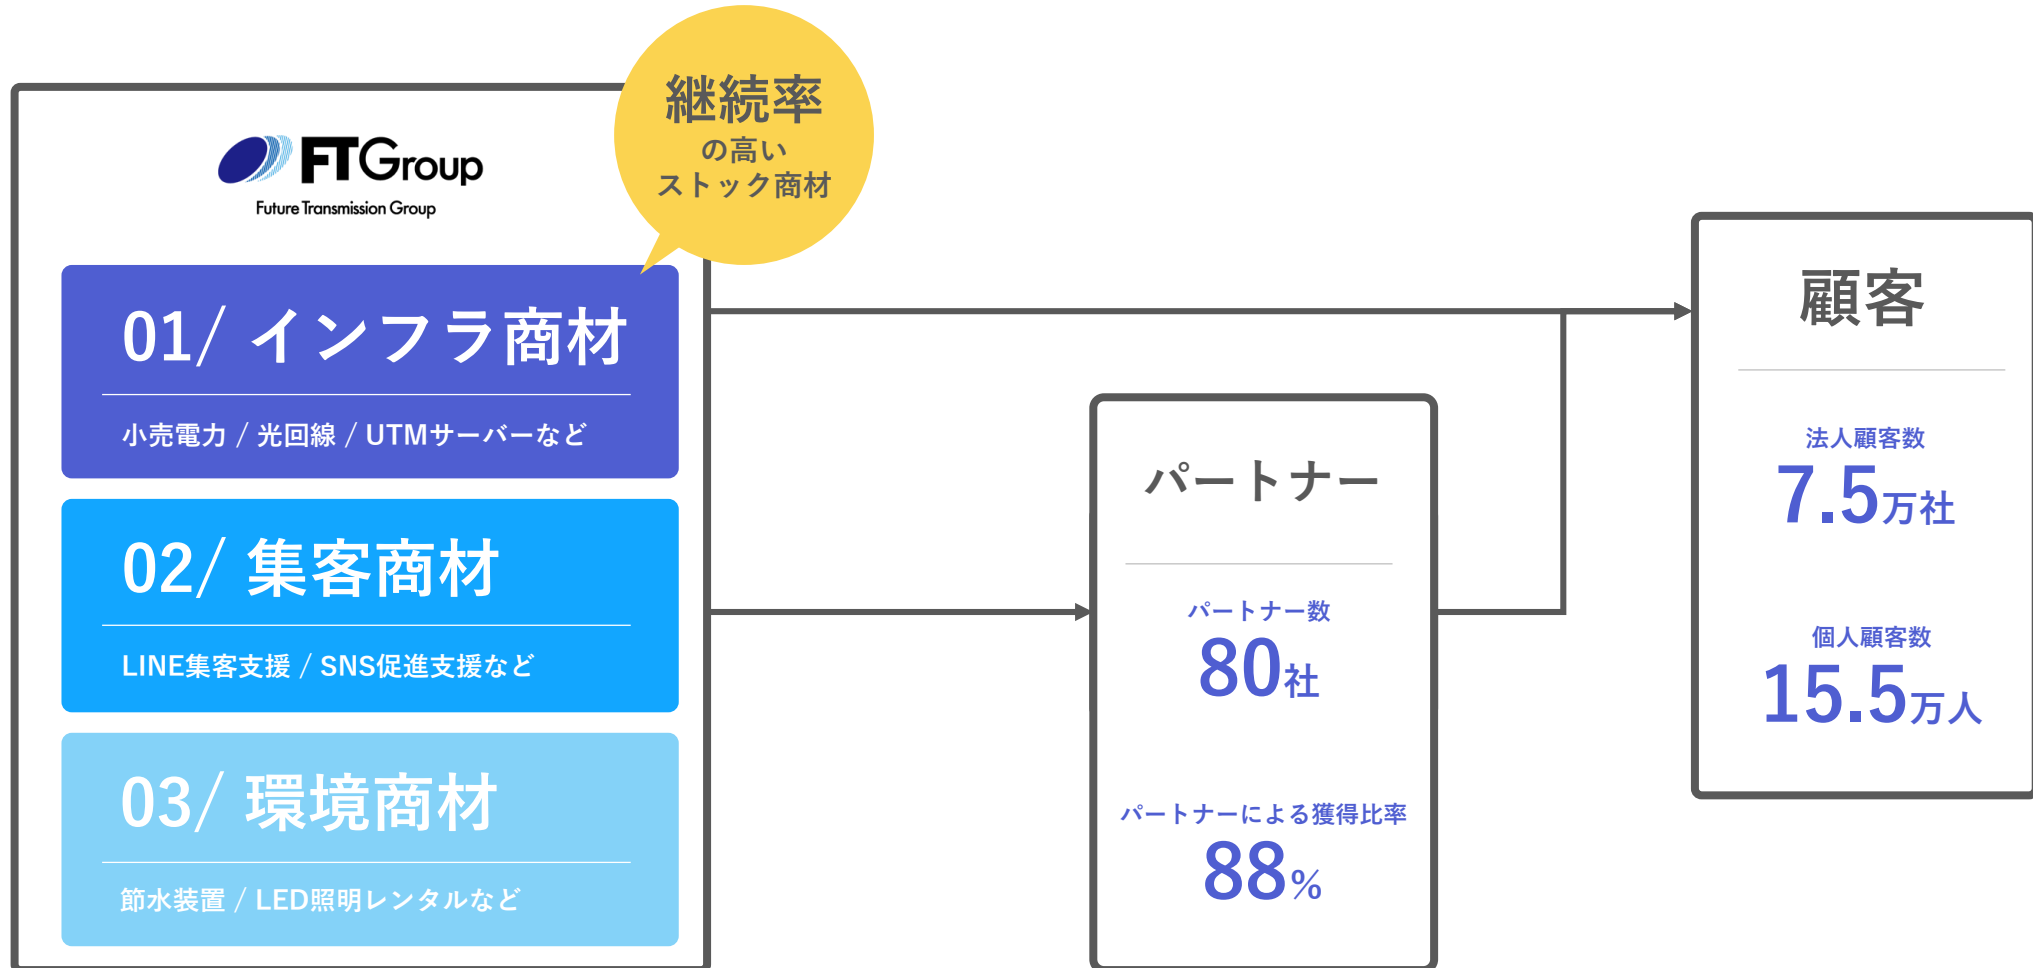 継続率
の高い
ストック商材
FTGroup
Future Transmission Group
01/ インフラ商材
小売電力 / 光回線 / UTMサーバーなど
02/ 集客商材
LINE集客支援 / SNS促進支援など
03/ 環境商材
節水装置 / LED照明レンタルなど
パートナー
パートナー数
80社
パートナーによる獲得比率
88%
顧客
法人顧客数
7.5万社
個人顧客数
15.5万人